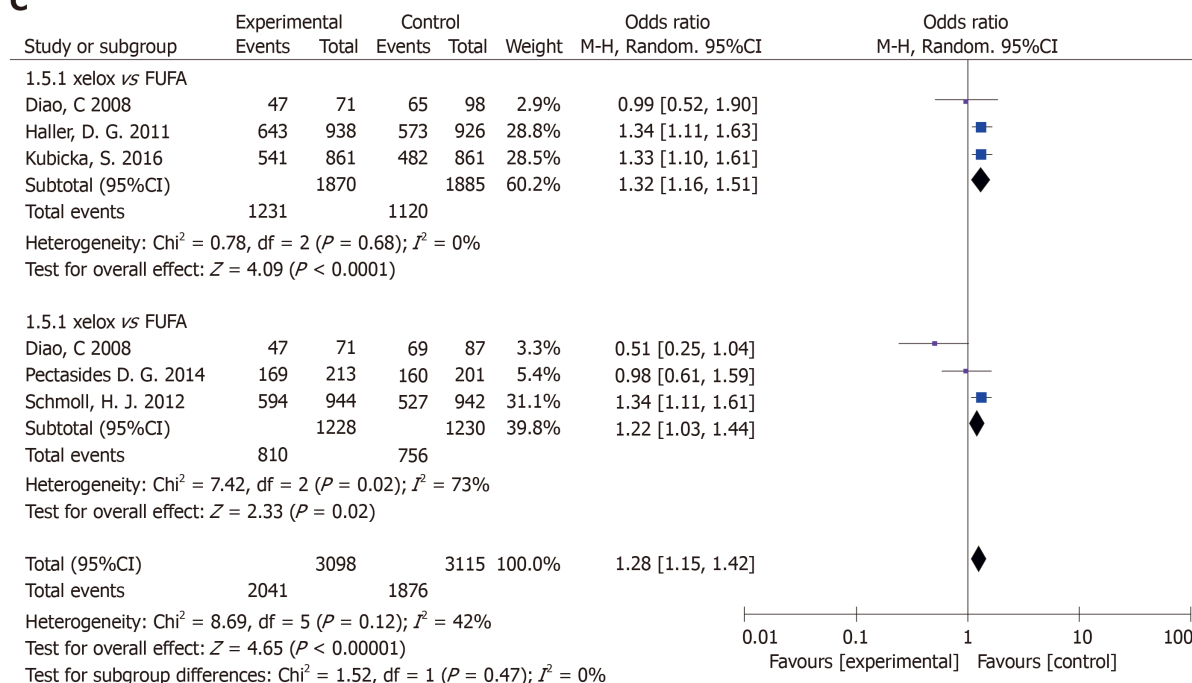 C
Experimental Control Odds ratio Odds ratio
Study or subgroup Events Total Events Total Weight M-H, Random. 95%CI M-H, Random. 95%CI
1.5.1 xelox vs FUFA
Diao, C 2008 47 71 65 98 2.9% 0.99 [0.52, 1.90]
Haller, D. G. 2011 643 938 573 926 28.8% 1.34 [1.11, 1.63]
Kubicka, S. 2016 541 861 482 861 28.5% 1.33 [1.10, 1.61]
Subtotal (95%CI) 1870 1885 60.2% 1.32 [1.16, 1.51]
Total events 1231 1120
Heterogeneity: Chi² = 0.78, df = 2 (P = 0.68); I² = 0%
Test for overall effect: Z = 4.09 (P < 0.0001)
1.5.1 xelox vs FUFA
Diao, C 2008 47 71 69 87 3.3% 0.51 [0.25, 1.04]
Pectasides D. G. 2014 169 213 160 201 5.4% 0.98 [0.61, 1.59]
Schmoll, H. J. 2012 594 944 527 942 31.1% 1.34 [1.11, 1.61]
Subtotal (95%CI) 1228 1230 39.8% 1.22 [1.03, 1.44]
Total events 810 756
Heterogeneity: Chi² = 7.42, df = 2 (P = 0.02); I² = 73%
Test for overall effect: Z = 2.33 (P = 0.02)
Total (95%CI) 3098 3115 100.0% 1.28 [1.15, 1.42]
Total events 2041 1876
Heterogeneity: Chi² = 8.69, df = 5 (P = 0.12); I² = 42%
Test for overall effect: Z = 4.65 (P < 0.00001)
Test for subgroup differences: Chi² = 1.52, df = 1 (P = 0.47); I² = 0%
0.01 0.1 1 10 100
Favours [experimental] Favours [control]